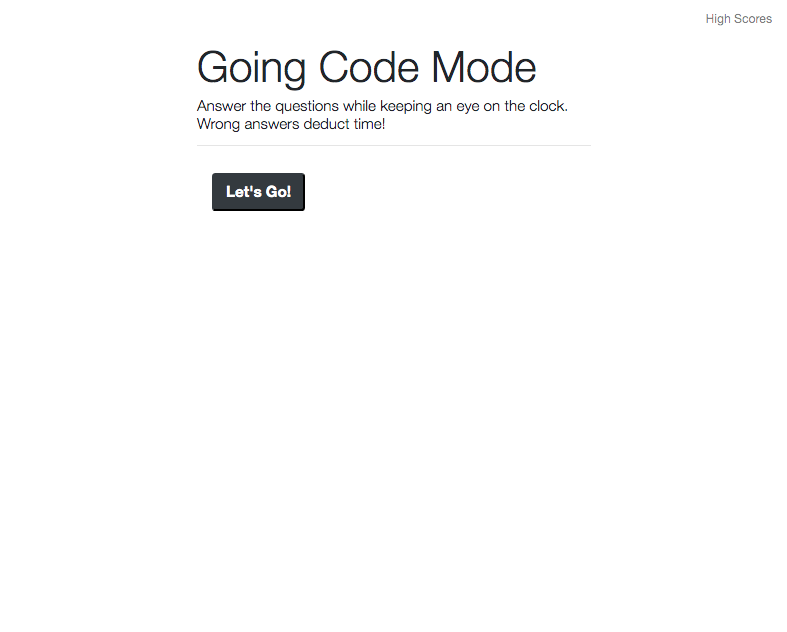 High Scores
Going Code Mode
Answer the questions while keeping an eye on the clock.
Wrong answers deduct time!
Let's Go!